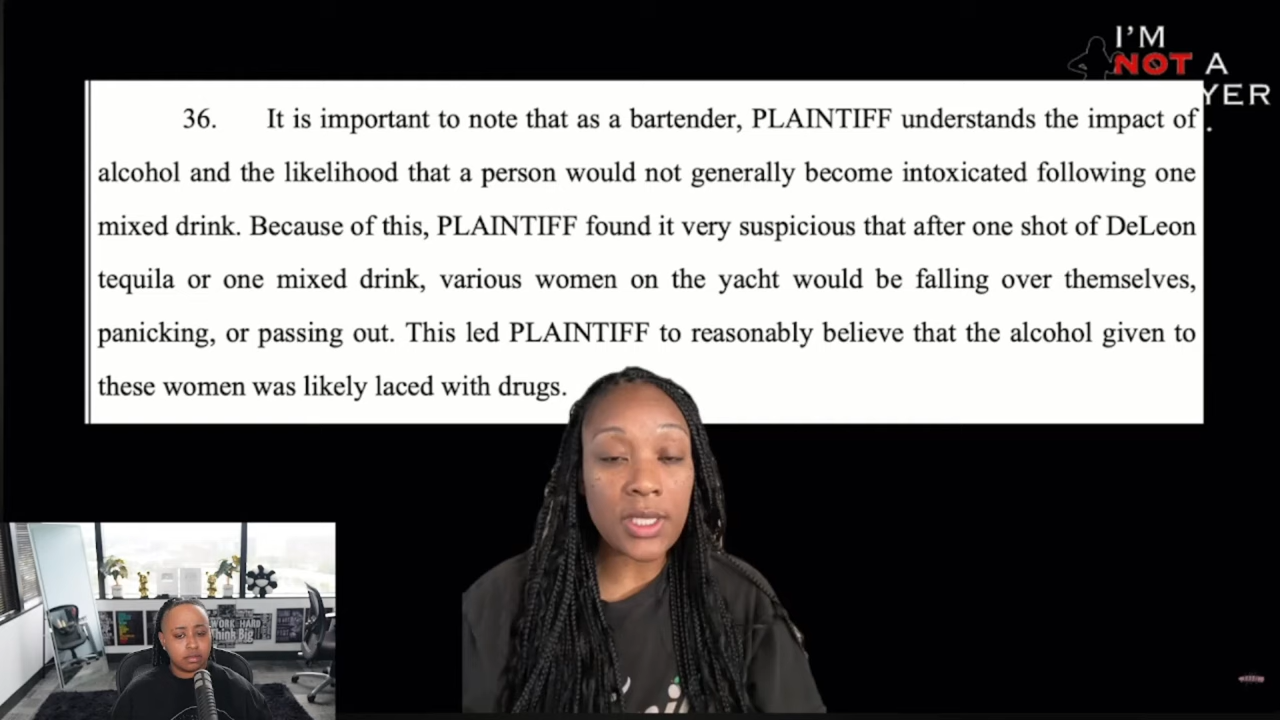 I'M
NOT A
YER
.
36. It is important to note that as a bartender, PLAINTIFF understands the impact of
alcohol and the likelihood that a person would not generally become intoxicated following one
mixed drink. Because of this, PLAINTIFF found it very suspicious that after one shot of DeLeon
tequila or one mixed drink, various women on the yacht would be falling over themselves,
panicking, or passing out. This led PLAINTIFF to reasonably believe that the alcohol given to
these women was likely laced with drugs.
WORK HARD
Think Big